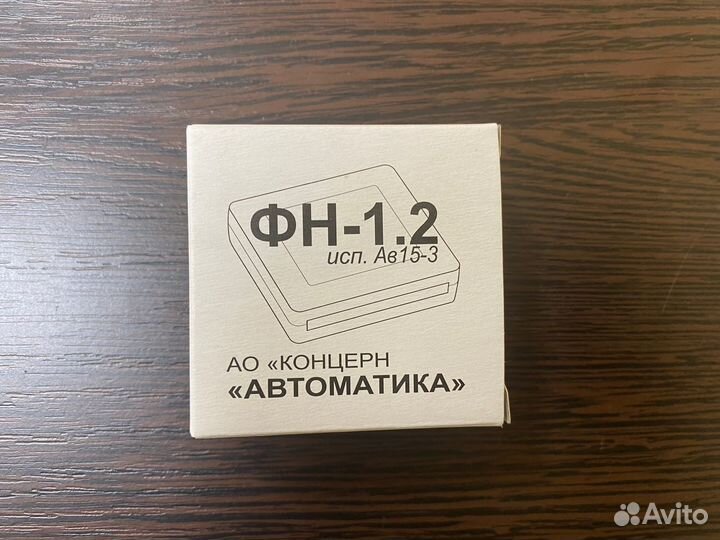 ФН-1.2
исп. Ав15-3
АО «КОНЦЕРН
«АВТОМАТИКА»
Avito